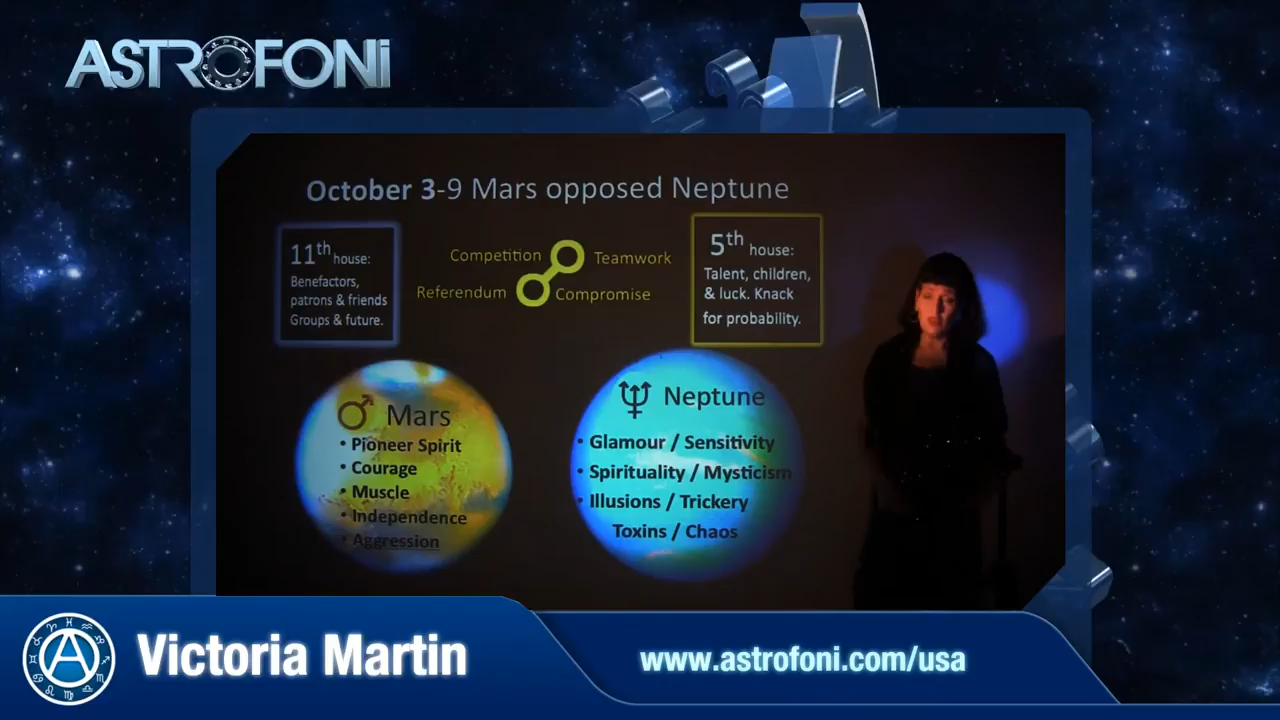 ASTROFONi
October 3-9 Mars opposed Neptune
11th house:
Benefactors,
patrons & friends
Groups & future.
Competition
Teamwork
Referendum
Compromise
5th house:
Talent, children,
& luck. Knack
for probability.
♂ Mars
• Pioneer Spirit
• Courage
• Muscle
• Independence
• Aggression
♆ Neptune
• Glamour / Sensitivity
• Spirituality / Mysticism
• Illusions / Trickery
Toxins / Chaos
A
Victoria Martin
www.astrofoni.com/usa